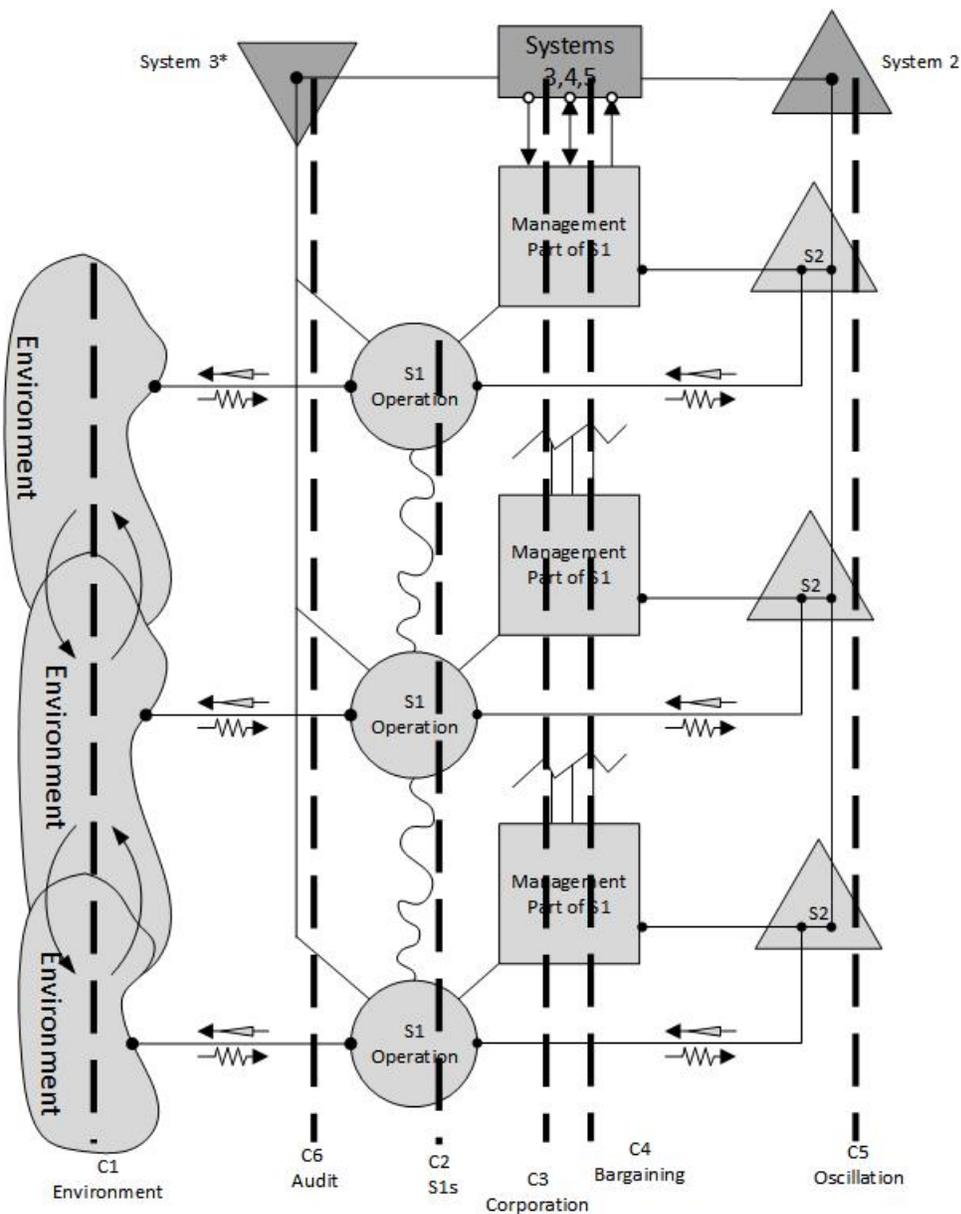 System 3*
Systems
3,4,5
System 2
Management
Part of S1
S2
Environment
S1
Operation
Management
Part of S1
S2
Environment
S1
Operation
Management
Part of S1
S2
Environment
S1
Operation
C1
Environment
C6
Audit
C2
S1s
C3
Corporation
C4
Bargaining
C5
Oscillation